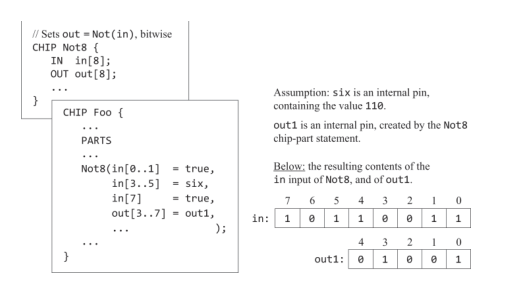 // Sets out = Not(in), bitwise
CHIP Not8 {
IN in[8];
OUT out[8];
...
}
CHIP Foo {
...
PARTS
...
Not8(in[0..1] = true,
in[3..5] = six,
in[7] = true,
out[3..7] = out1,
... );
...
}
Assumption: six is an internal pin,
containing the value 110.
out1 is an internal pin, created by the Not8
chip-part statement.
Below: the resulting contents of the
in input of Not8, and of out1.
7 6 5 4 3 2 1 0
in: 1 0 1 1 0 0 1 1
4 3 2 1 0
out1: 0 1 0 0 1